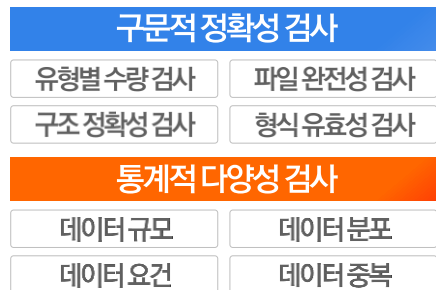 구문적 정확성 검사
유형별 수량 검사 파일 완전성 검사
구조 정확성 검사 형식 유효성 검사
통계적 다양성 검사
데이터 규모 데이터 분포
데이터 요건 데이터 중복